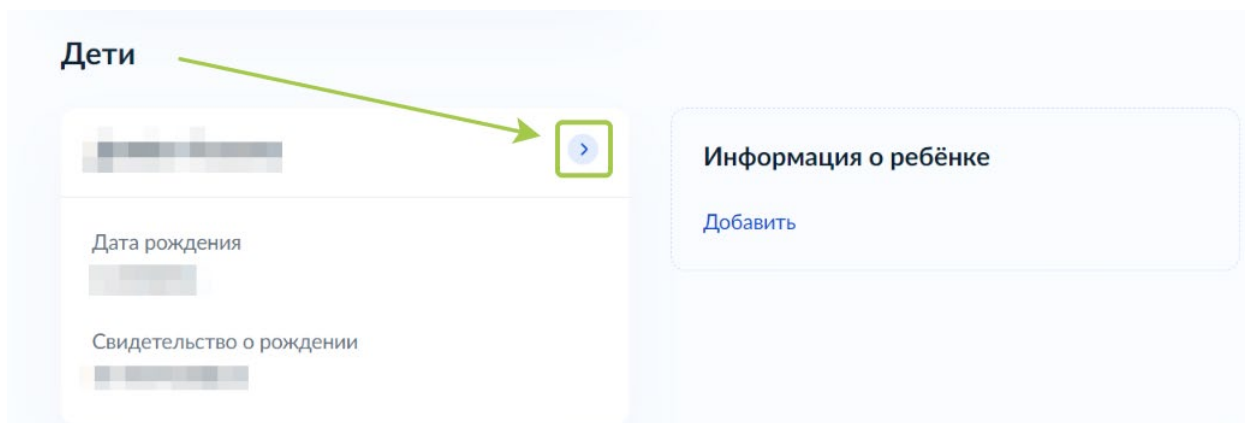 Дети
Дата рождения
Свидетельство о рождении
Информация о ребёнке
Добавить